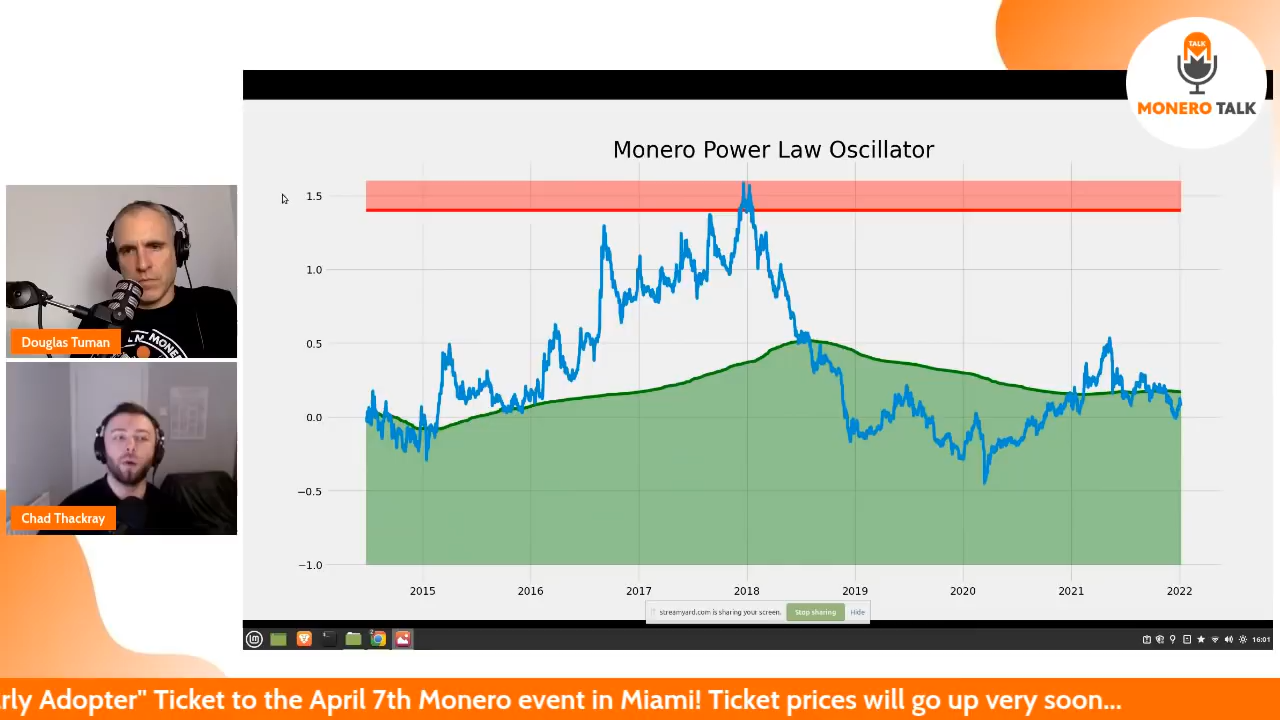 TALK
MONERO TALK
Monero Power Law Oscillator
1.5
1.0
0.5
0.0
−0.5
−1.0
2015 2016 2017 2018 2019 2020 2021 2022
Douglas Tuman
Chad Thackray
streamyard.com is sharing your screen. Stop sharing Hide
16:01
rly Adopter" Ticket to the April 7th Monero event in Miami! Ticket prices will go up very soon...